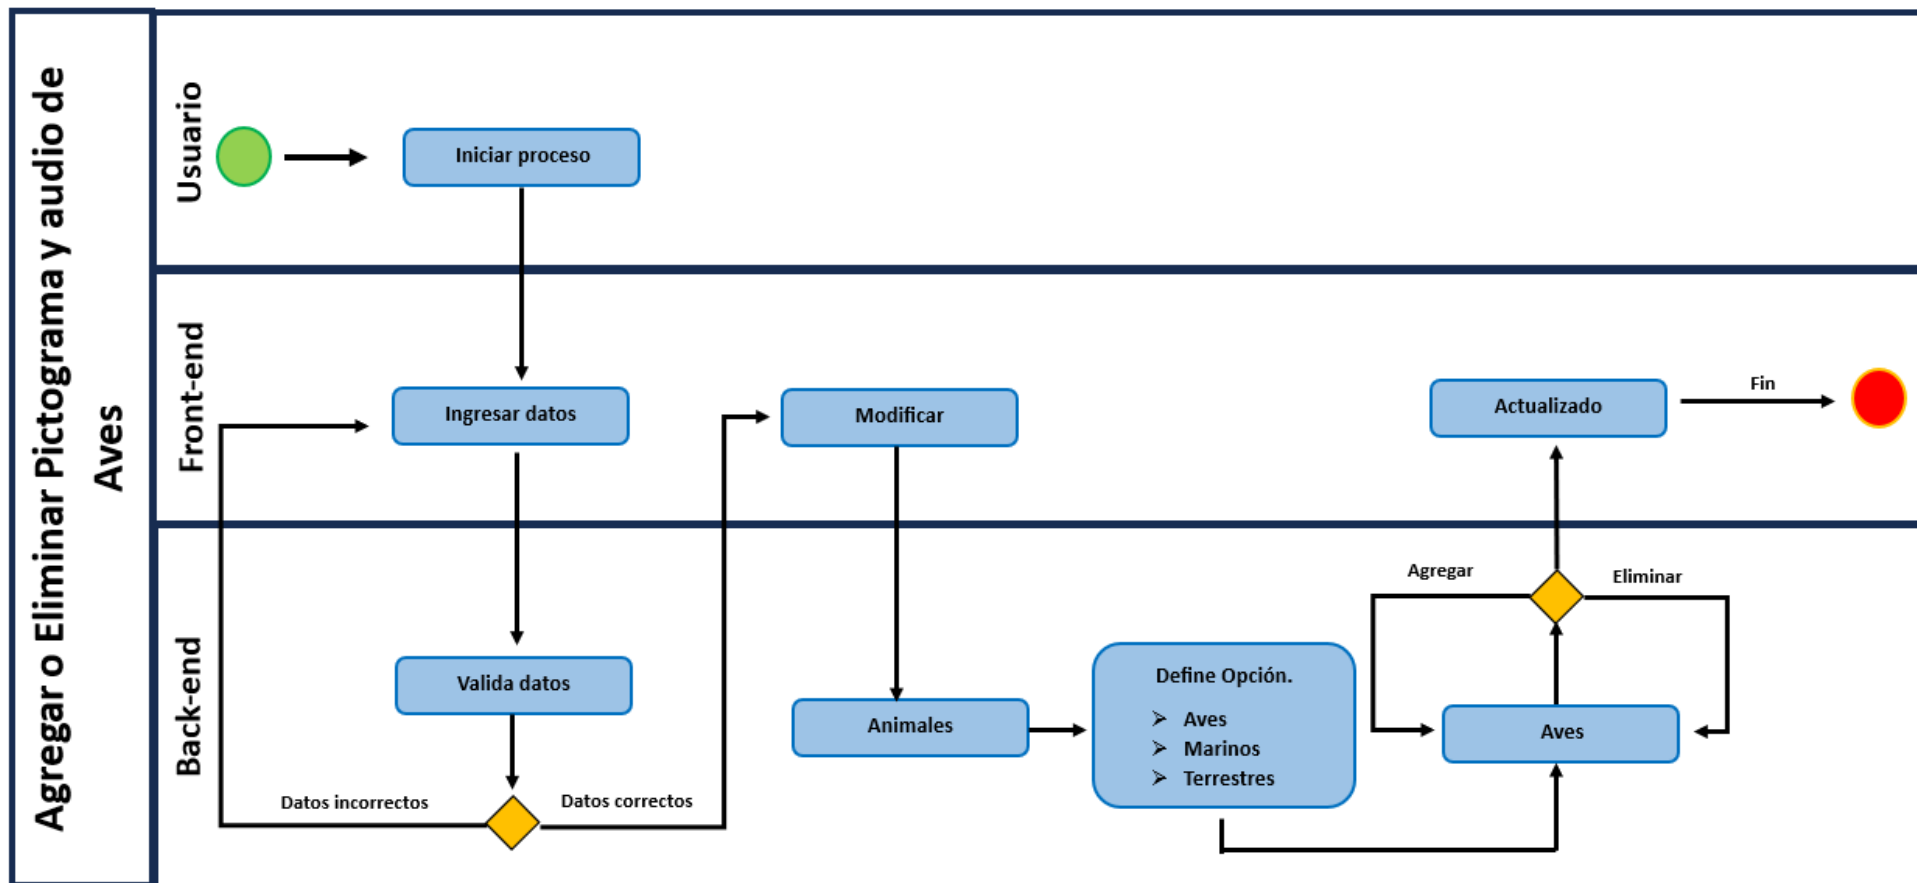 Agregar o Eliminar Pictograma y audio de
Aves
Usuario
Iniciar proceso
Front-end
Ingresar datos
Modificar
Actualizado
Fin
Back-end
Valida datos
Datos incorrectos
Datos correctos
Animales
Define Opción.
➢ Aves
➢ Marinos
➢ Terrestres
Agregar
Eliminar
Aves